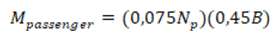 M_passenger = (0,075N_p)(0,45B)